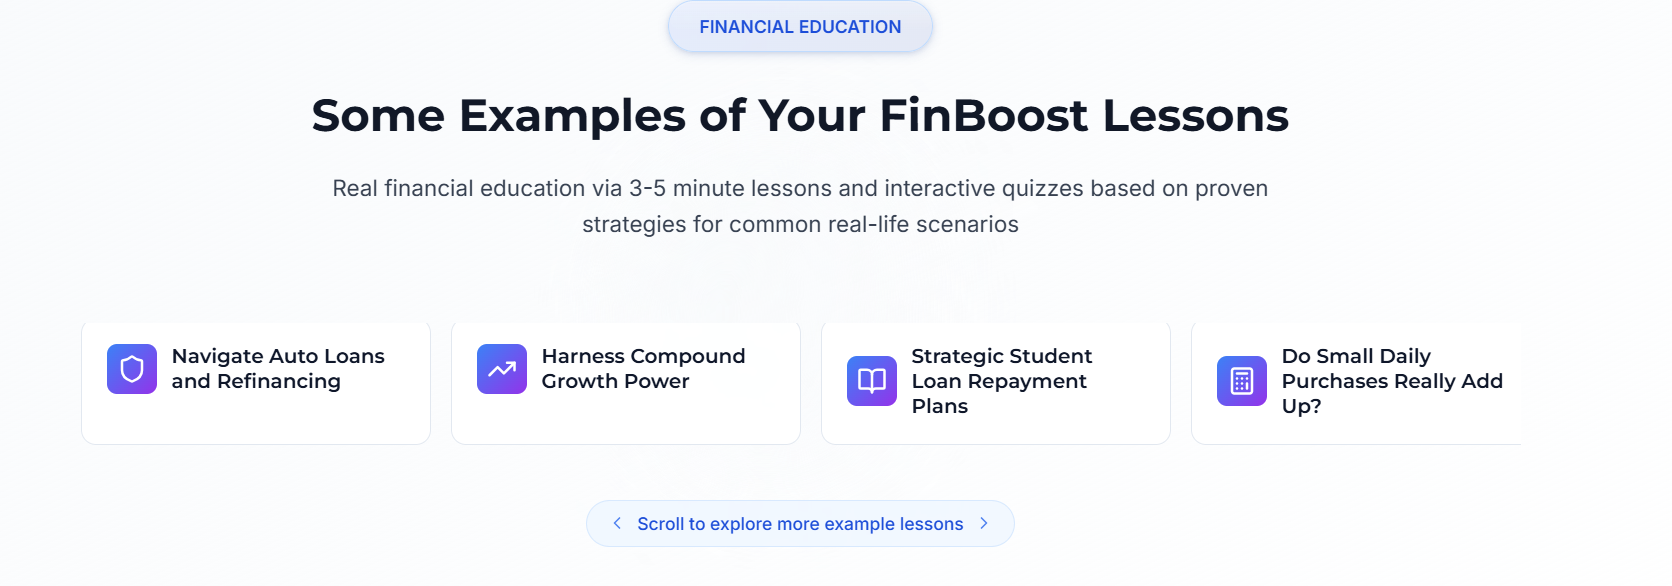 FINANCIAL EDUCATION
Some Examples of Your FinBoost Lessons
Real financial education via 3-5 minute lessons and interactive quizzes based on proven
strategies for common real-life scenarios
Navigate Auto Loans
and Refinancing
Harness Compound
Growth Power
Strategic Student
Loan Repayment
Plans
Do Small Daily
Purchases Really Add
Up?
Scroll to explore more example lessons